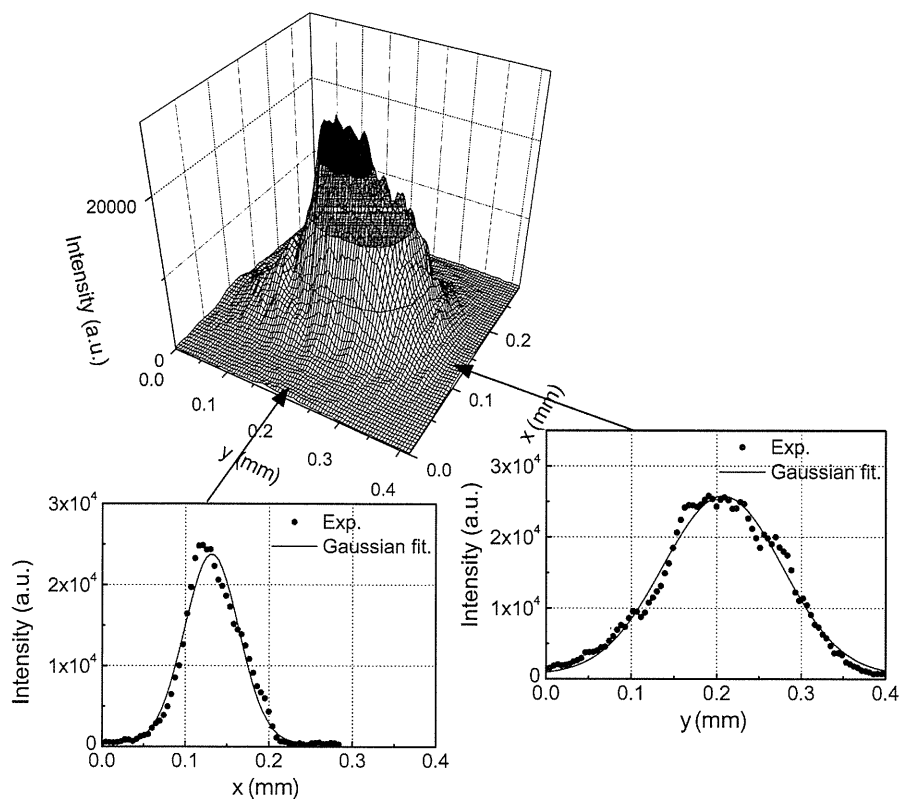 20000
Intensity (a.u.)
0
0.0
0.1
0.2
0.3
0.4
y (mm)
0.0
0.1
0.2
x (mm)
3x10⁴
2x10⁴
1x10⁴
0
Intensity (a.u.)
Exp.
Gaussian fit.
0.0 0.1 0.2 0.3 0.4
x (mm)
3x10⁴
2x10⁴
1x10⁴
0
Intensity (a.u.)
Exp.
Gaussian fit.
0.0 0.1 0.2 0.3 0.4
y (mm)